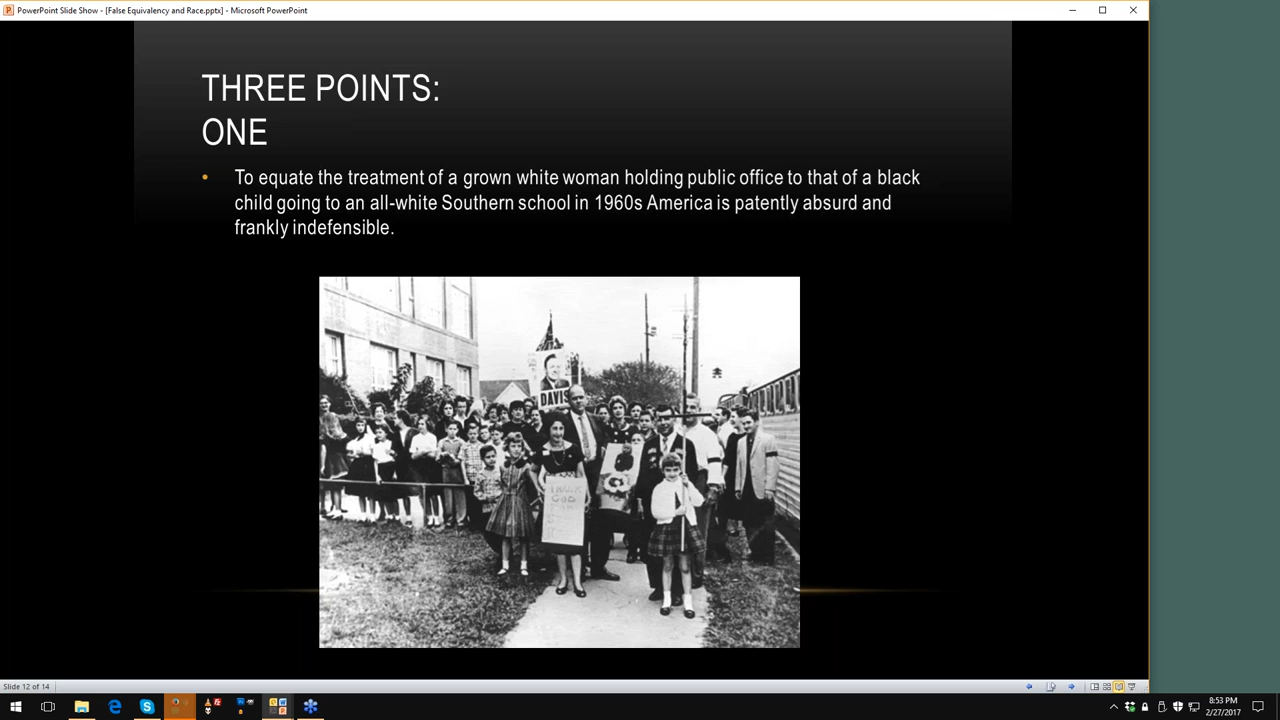 PowerPoint Slide Show - [False Equivalency and Race.pptx] - Microsoft PowerPoint
THREE POINTS:
ONE
• To equate the treatment of a grown white woman holding public office to that of a black
child going to an all-white Southern school in 1960s America is patently absurd and
frankly indefensible.
DAVIS
THANK
GOD
Slide 12 of 14
8:53 PM
2/27/2017